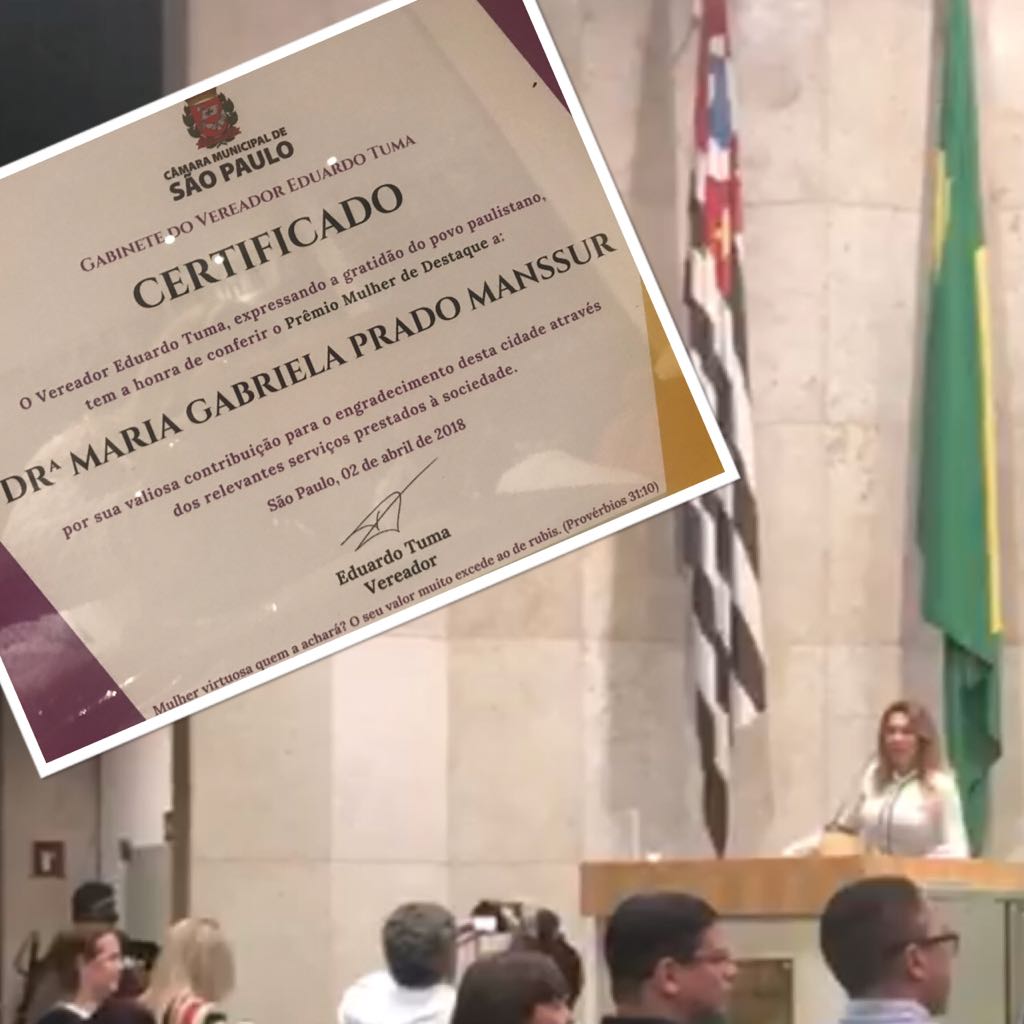 CÂMARA MUNICIPAL DE
SÃO PAULO
GABINETE DO VEREADOR EDUARDO TUMA
CERTIFICADO
O Vereador Eduardo Tuma, expressando a gratidão do povo paulistano,
tem a honra de conferir o Prêmio Mulher de Destaque a:
DRª MARIA GABRIELA PRADO MANSSUR
por sua valiosa contribuição para o engradecimento desta cidade através
dos relevantes serviços prestados à sociedade.
São Paulo, 02 de abril de 2018
Eduardo Tuma
Vereador
Mulher virtuosa quem a achará? O seu valor muito excede ao de rubis. (Provérbios 31:10)